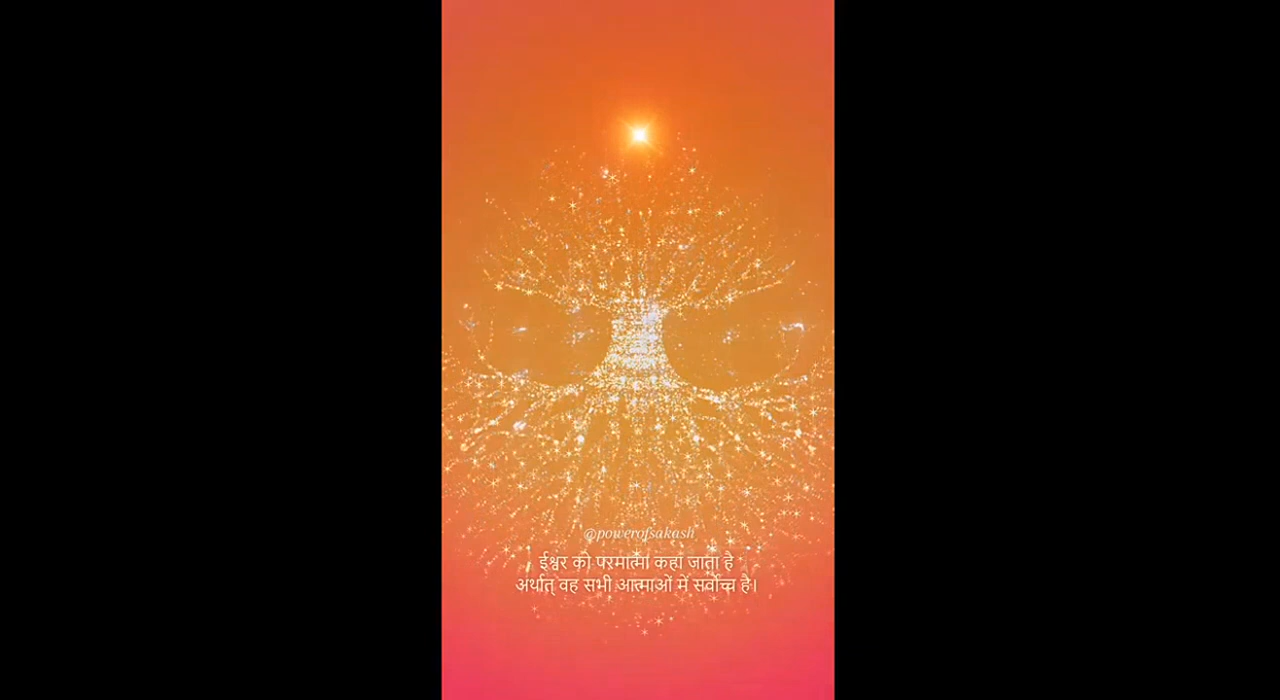 @powerofsakash
ईश्वर को परमात्मा कहा जाता है
अर्थात् वह सभी आत्माओं में सर्वोच्च है।